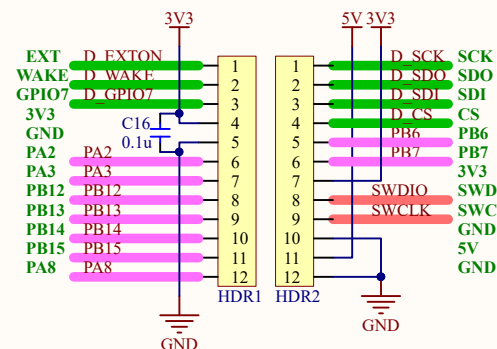 3V3 5V 3V3
EXT D_EXTON 1 1 D_SCK SCK
WAKE D_WAKE 2 2 D_SDO SDO
GPIO7 D_GPIO7 3 3 D_SDI SDI
3V3 4 4 D_CS CS
C16
GND 5 5 PB6 PB6
0.1u
PA2 PA2 6 6 PB7 PB7
PA3 PA3 7 7 3V3
PB12 PB12 8 8 SWDIO SWD
PB13 PB13 9 9 SWCLK SWC
PB14 PB14 10 10 GND
PB15 PB15 11 11 5V
PA8 PA8 12 12 GND
HDR1 HDR2
GND
GND